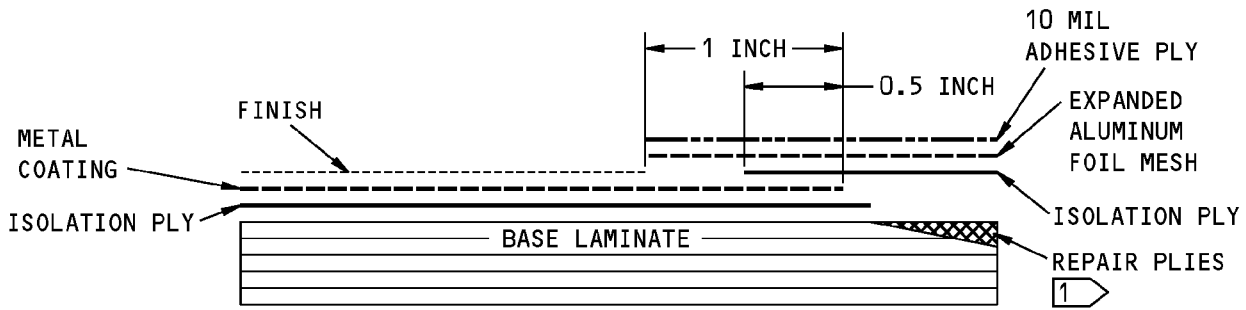 10 MIL
ADHESIVE PLY
1 INCH
0.5 INCH
EXPANDED
ALUMINUM
FOIL MESH
FINISH
METAL
COATING
ISOLATION PLY
ISOLATION PLY
BASE LAMINATE
REPAIR PLIES
1